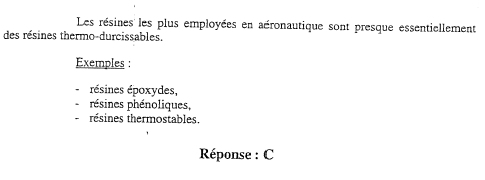 Les résines les plus employées en aéronautique sont presque essentiellement
des résines thermo-durcissables.
Exemples :
- résines époxydes,
- résines phénoliques,
- résines thermostables.
Réponse : C